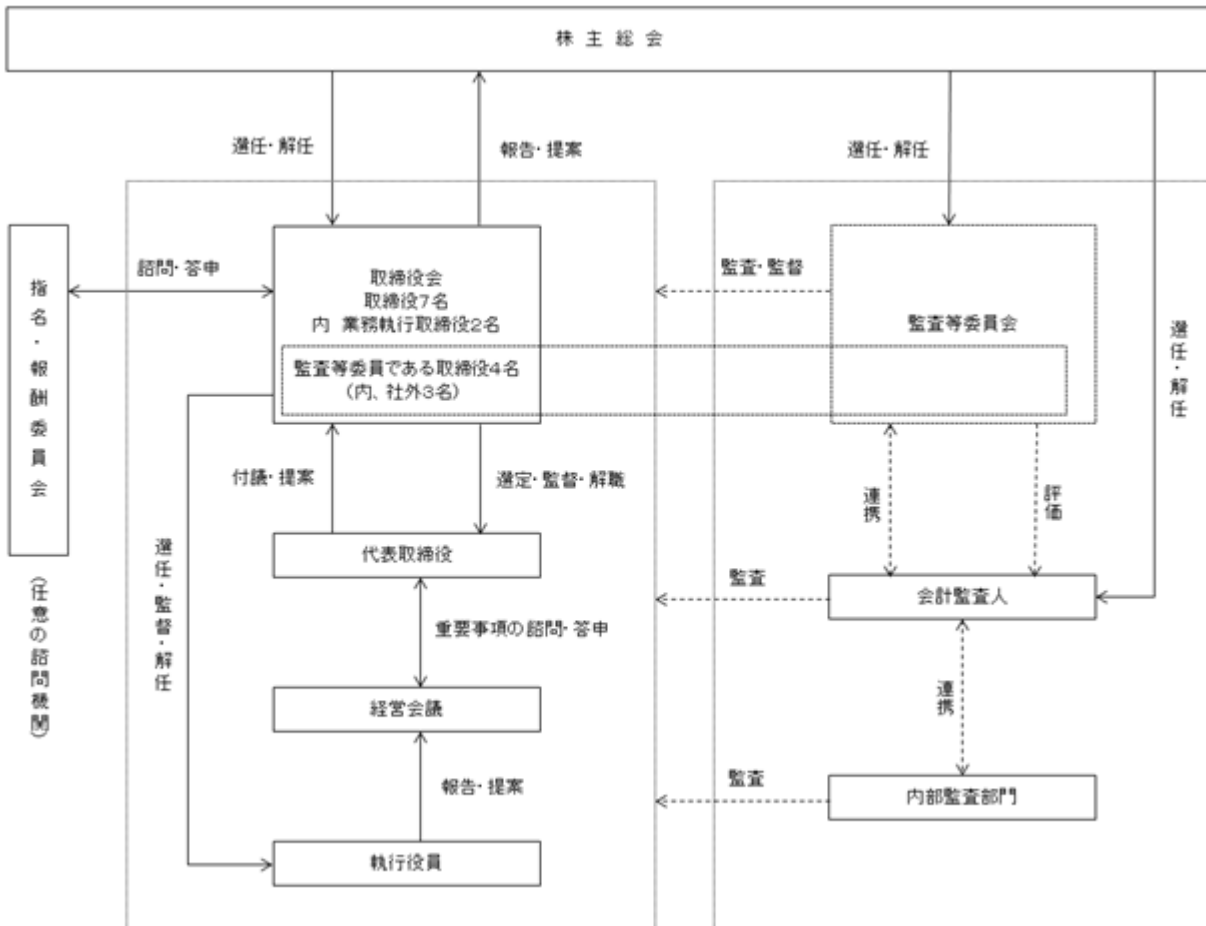 株主総会
選任・解任
報告・提案
選任・解任
選任・解任
指名・報酬委員会
(任意の諮問機関)
諮問・答申
取締役会
取締役7名
内 業務執行取締役2名
監査等委員である取締役4名
(内、社外3名)
監査・監督
監査等委員会
付議・提案
選定・監督・解職
連携
評価
選任・監督・解任
代表取締役
監査
会計監査人
重要事項の諮問・答申
連携
経営会議
報告・提案
監査
内部監査部門
執行役員